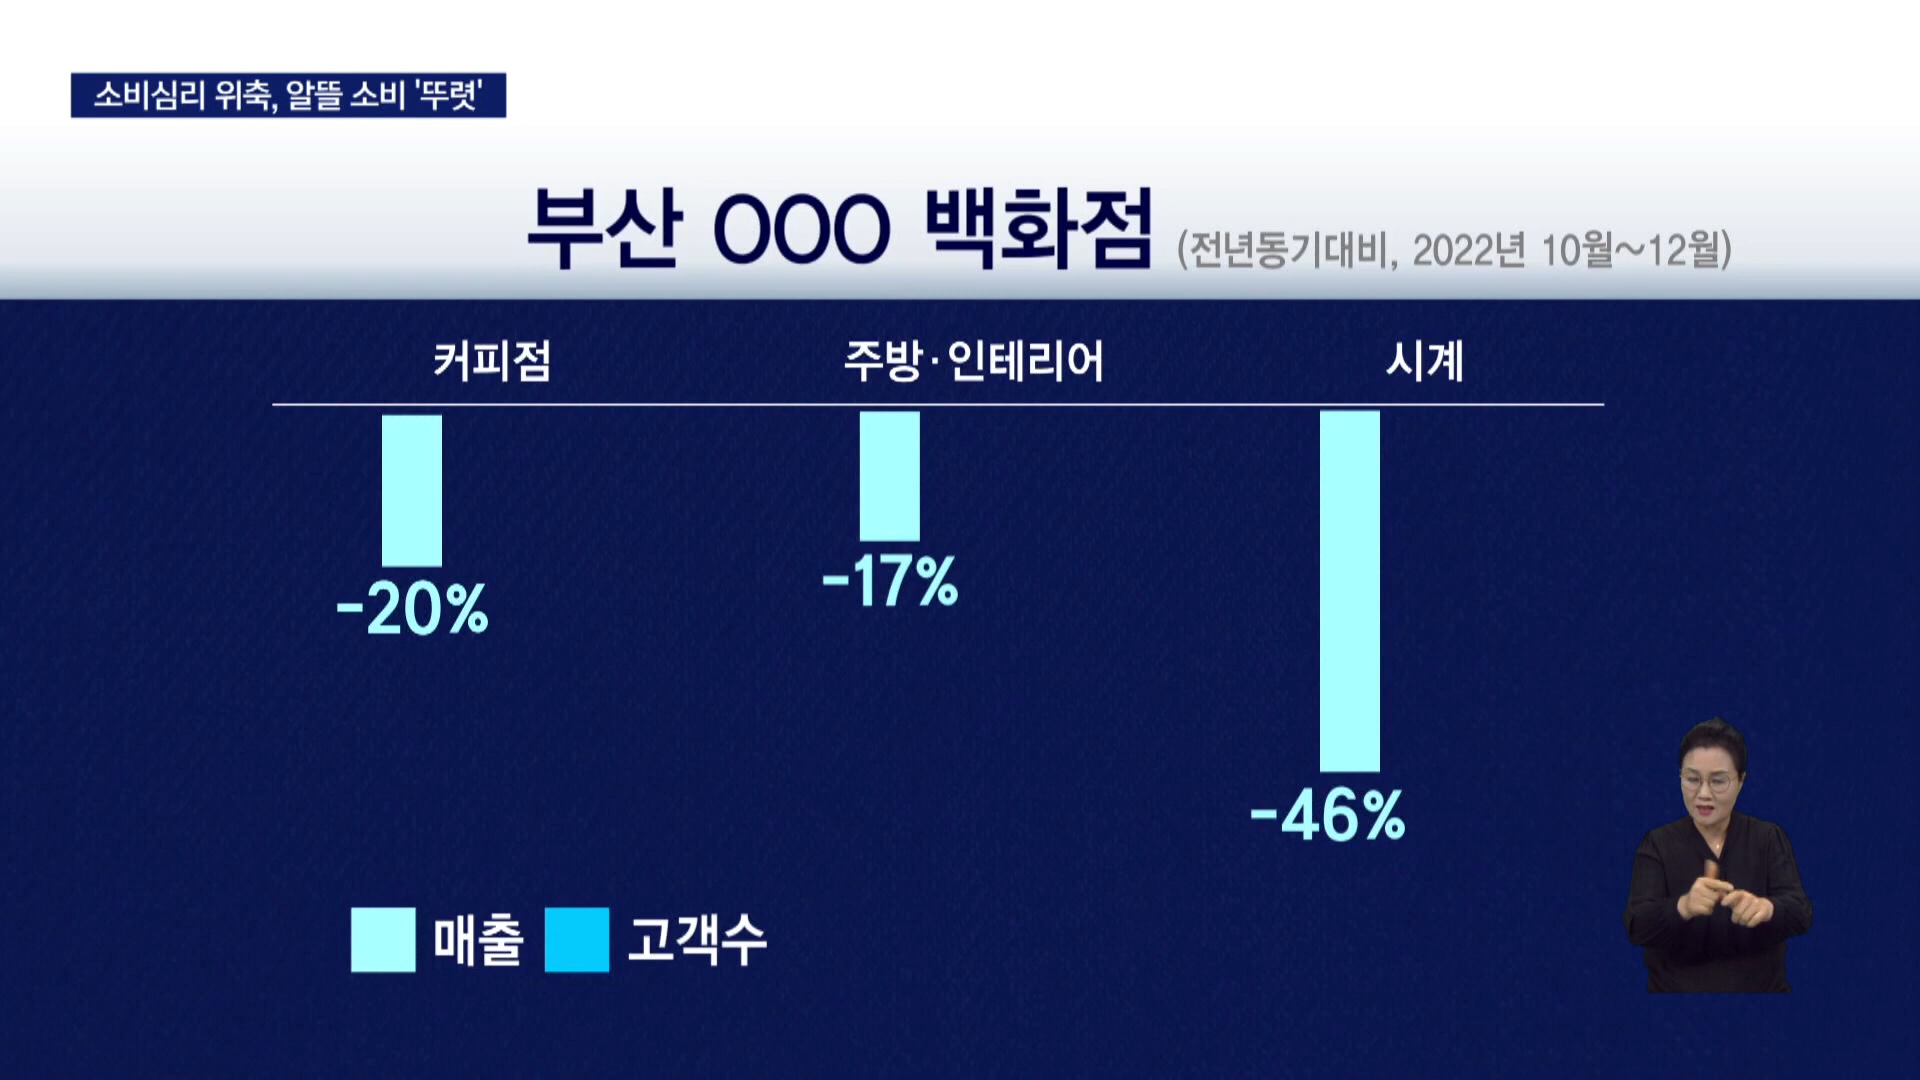 소비심리 위축, 알뜰 소비 '뚜렷'
부산 OOO 백화점 (전년동기대비, 2022년 10월~12월)
커피점 주방·인테리어 시계
-20% -17% -46%
매출 고객수